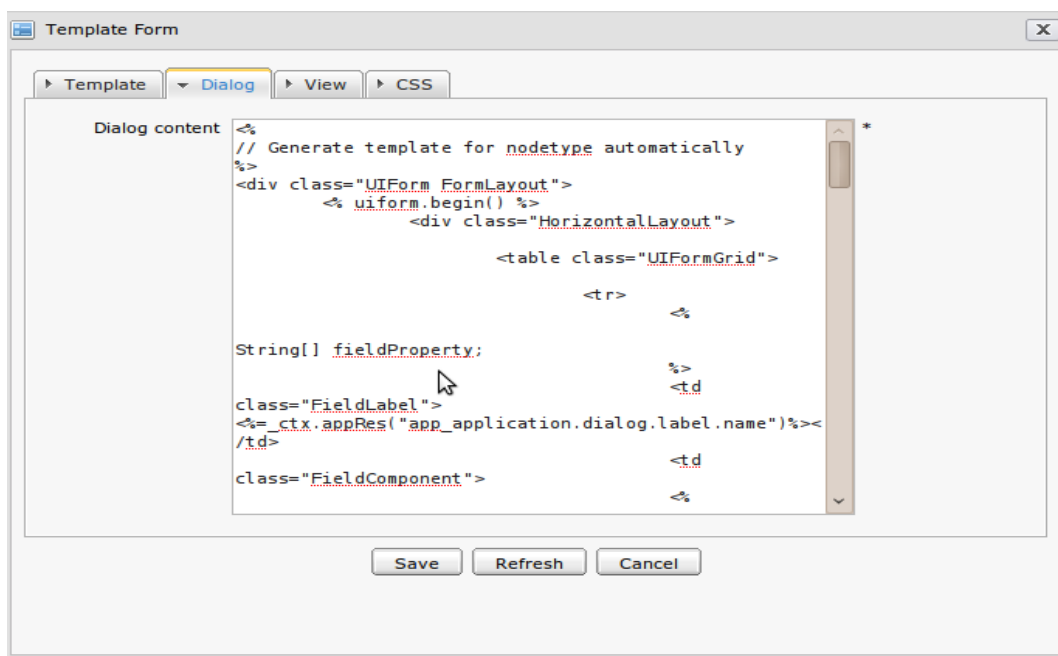 Template Form
Template
Dialog
View
CSS
Dialog content
*
<%
// Generate template for nodetype automatically
%>
<div class="UIForm FormLayout">
<% uiform.begin() %>
<div class="HorizontalLayout">
<table class="UIFormGrid">
<tr>
<%
String[] fieldProperty;
%>
<td
class="FieldLabel">
<%=_ctx.appRes("app_application.dialog.label.name")%><
/td>
<td
class="FieldComponent">
<%
Save
Refresh
Cancel